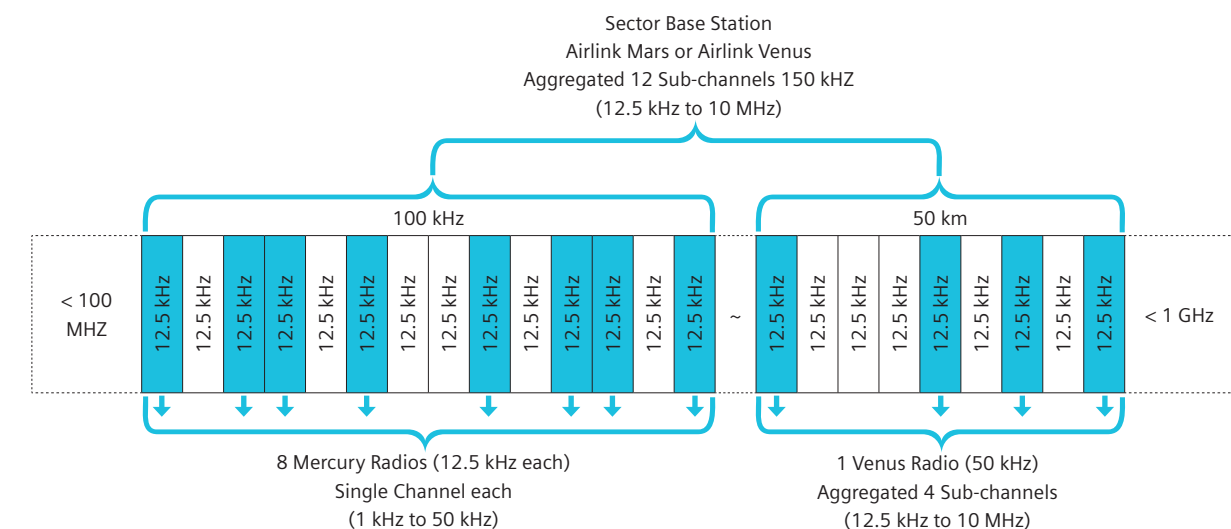 Sector Base Station
Airlink Mars or Airlink Venus
Aggregated 12 Sub-channels 150 kHZ
(12.5 kHz to 10 MHz)
100 kHz
50 km
< 100
MHZ
12.5 kHz
12.5 kHz
12.5 kHz
12.5 kHz
12.5 kHz
12.5 kHz
12.5 kHz
12.5 kHz
12.5 kHz
12.5 kHz
12.5 kHz
12.5 kHz
12.5 kHz
12.5 kHz
~
12.5 kHz
12.5 kHz
12.5 kHz
12.5 kHz
12.5 kHz
12.5 kHz
12.5 kHz
12.5 kHz
12.5 kHz
< 1 GHz
8 Mercury Radios (12.5 kHz each)
Single Channel each
(1 kHz to 50 kHz)
1 Venus Radio (50 kHz)
Aggregated 4 Sub-channels
(12.5 kHz to 10 MHz)